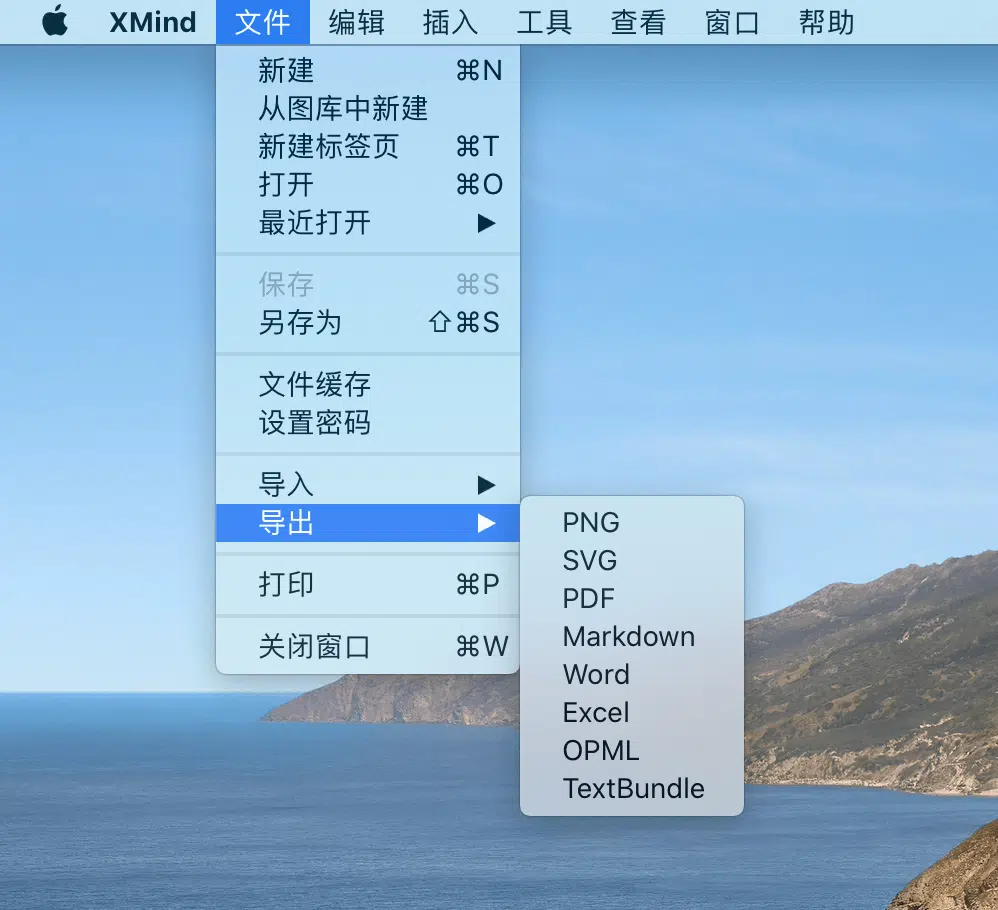 XMind 文件 编辑 插入 工具 查看 窗口 帮助
新建 ⌘N
从图库中新建
新建标签页 ⌘T
打开 ⌘O
最近打开 ▶
保存 ⌘S
另存为 ⇧⌘S
文件缓存
设置密码
导入 ▶
导出 ▶
打印 ⌘P
关闭窗口 ⌘W
PNG
SVG
PDF
Markdown
Word
Excel
OPML
TextBundle